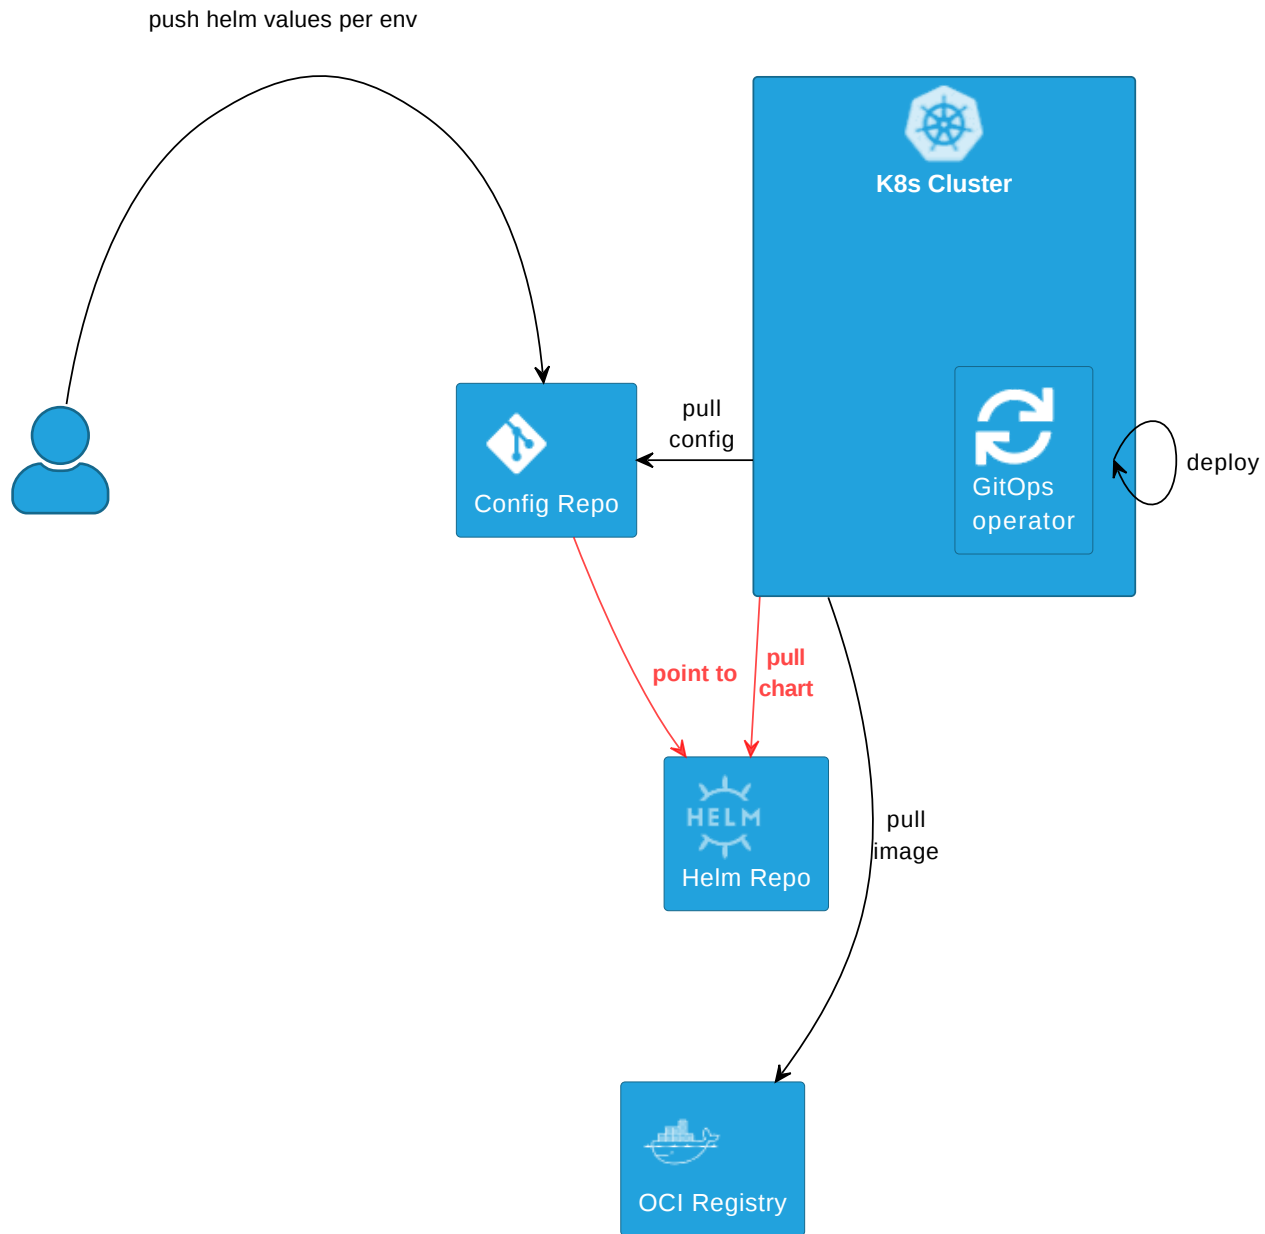 push helm values per env
K8s Cluster
pull
config
GitOps
operator
deploy
Config Repo
point to
pull
chart
HELM
Helm Repo
pull
image
OCI Registry